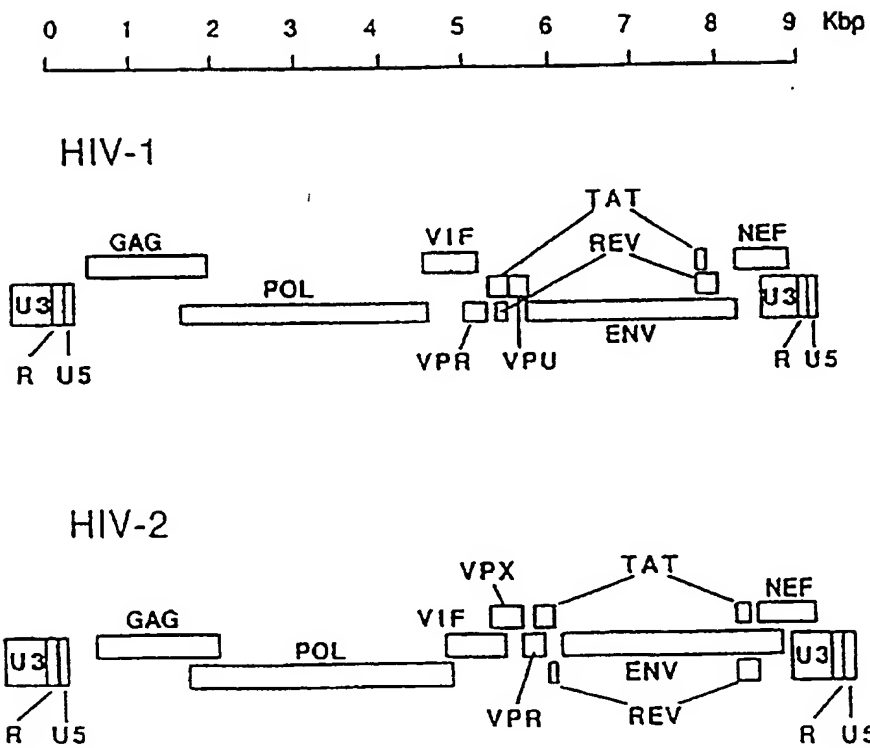 0 1 2 3 4 5 6 7 8 9 Kbp
HIV-1
TAT
GAG VIF REV NEF
U3 POL U3
ENV
R U5 VPR VPU R U5
HIV-2
VPX TAT NEF
GAG VIF
U3 POL ENV U3
R U5 VPR REV R U5